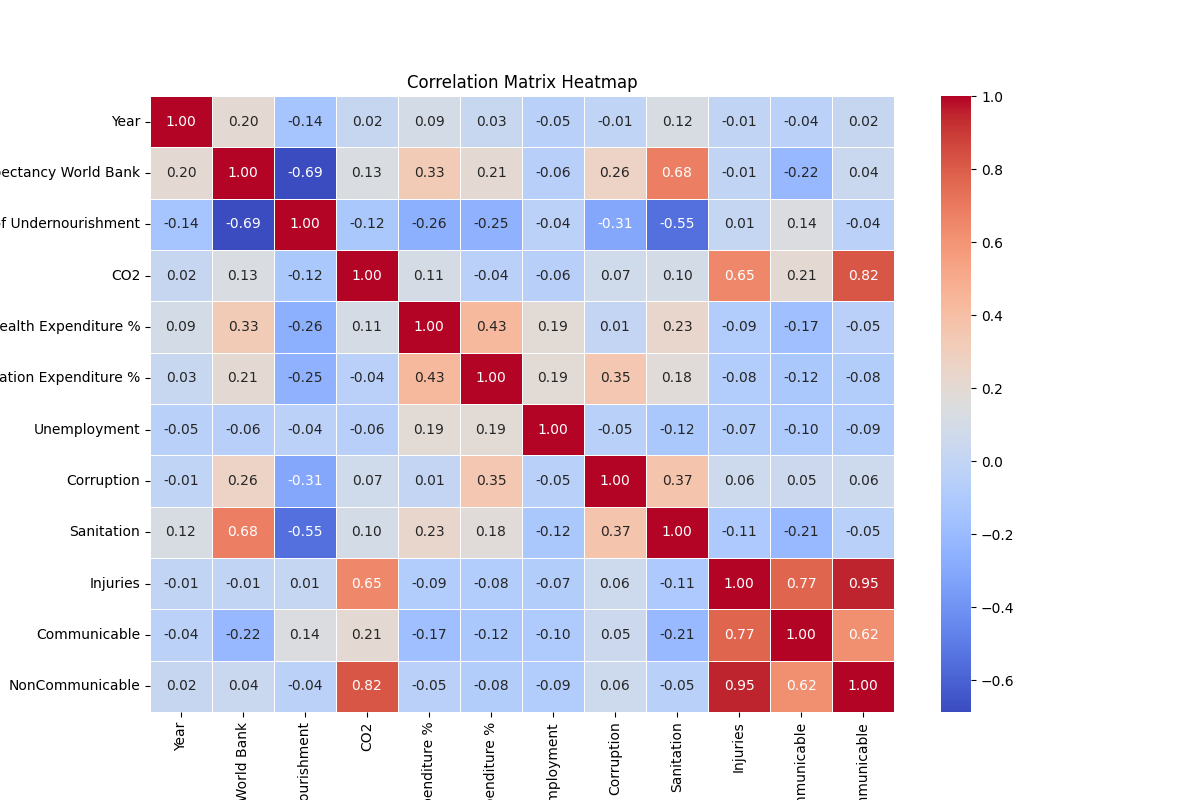 Correlation Matrix Heatmap
Year 1.00 0.20 -0.14 0.02 0.09 0.03 -0.05 -0.01 0.12 -0.01 -0.04 0.02
pectancy World Bank 0.20 1.00 -0.69 0.13 0.33 0.21 -0.06 0.26 0.68 -0.01 -0.22 0.04
of Undernourishment -0.14 -0.69 1.00 -0.12 -0.26 -0.25 -0.04 -0.31 -0.55 0.01 0.14 -0.04
CO2 0.02 0.13 -0.12 1.00 0.11 -0.04 -0.06 0.07 0.10 0.65 0.21 0.82
ealth Expenditure % 0.09 0.33 -0.26 0.11 1.00 0.43 0.19 0.01 0.23 -0.09 -0.17 -0.05
ation Expenditure % 0.03 0.21 -0.25 -0.04 0.43 1.00 0.19 0.35 0.18 -0.08 -0.12 -0.08
Unemployment -0.05 -0.06 -0.04 -0.06 0.19 0.19 1.00 -0.05 -0.12 -0.07 -0.10 -0.09
Corruption -0.01 0.26 -0.31 0.07 0.01 0.35 -0.05 1.00 0.37 0.06 0.05 0.06
Sanitation 0.12 0.68 -0.55 0.10 0.23 0.18 -0.12 0.37 1.00 -0.11 -0.21 -0.05
Injuries -0.01 -0.01 0.01 0.65 -0.09 -0.08 -0.07 0.06 -0.11 1.00 0.77 0.95
Communicable -0.04 -0.22 0.14 0.21 -0.17 -0.12 -0.10 0.05 -0.21 0.77 1.00 0.62
NonCommunicable 0.02 0.04 -0.04 0.82 -0.05 -0.08 -0.09 0.06 -0.05 0.95 0.62 1.00
Year
World Bank
ourishment
CO2
penditure %
penditure %
mployment
Corruption
Sanitation
Injuries
mmunicable
mmunicable
1.0
0.8
0.6
0.4
0.2
0.0
−0.2
−0.4
−0.6